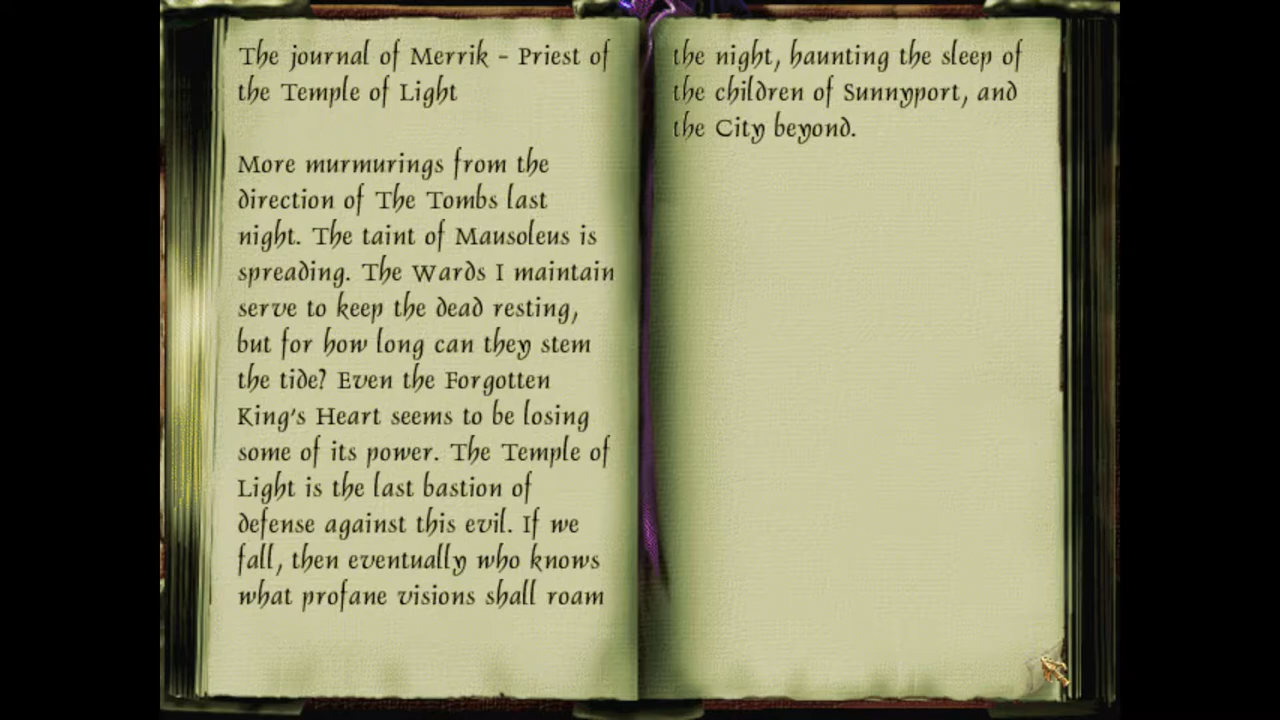 The journal of Merrik - Priest of
the Temple of Light
More murmurings from the
direction of The Tombs last
night. The taint of Mausoleus is
spreading. The Wards I maintain
serve to keep the dead resting,
but for how long can they stem
the tide? Even the Forgotten
King's Heart seems to be losing
some of its power. The Temple of
Light is the last bastion of
defense against this evil. If we
fall, then eventually who knows
what profane visions shall roam
the night, haunting the sleep of
the children of Sunnyport, and
the City beyond.